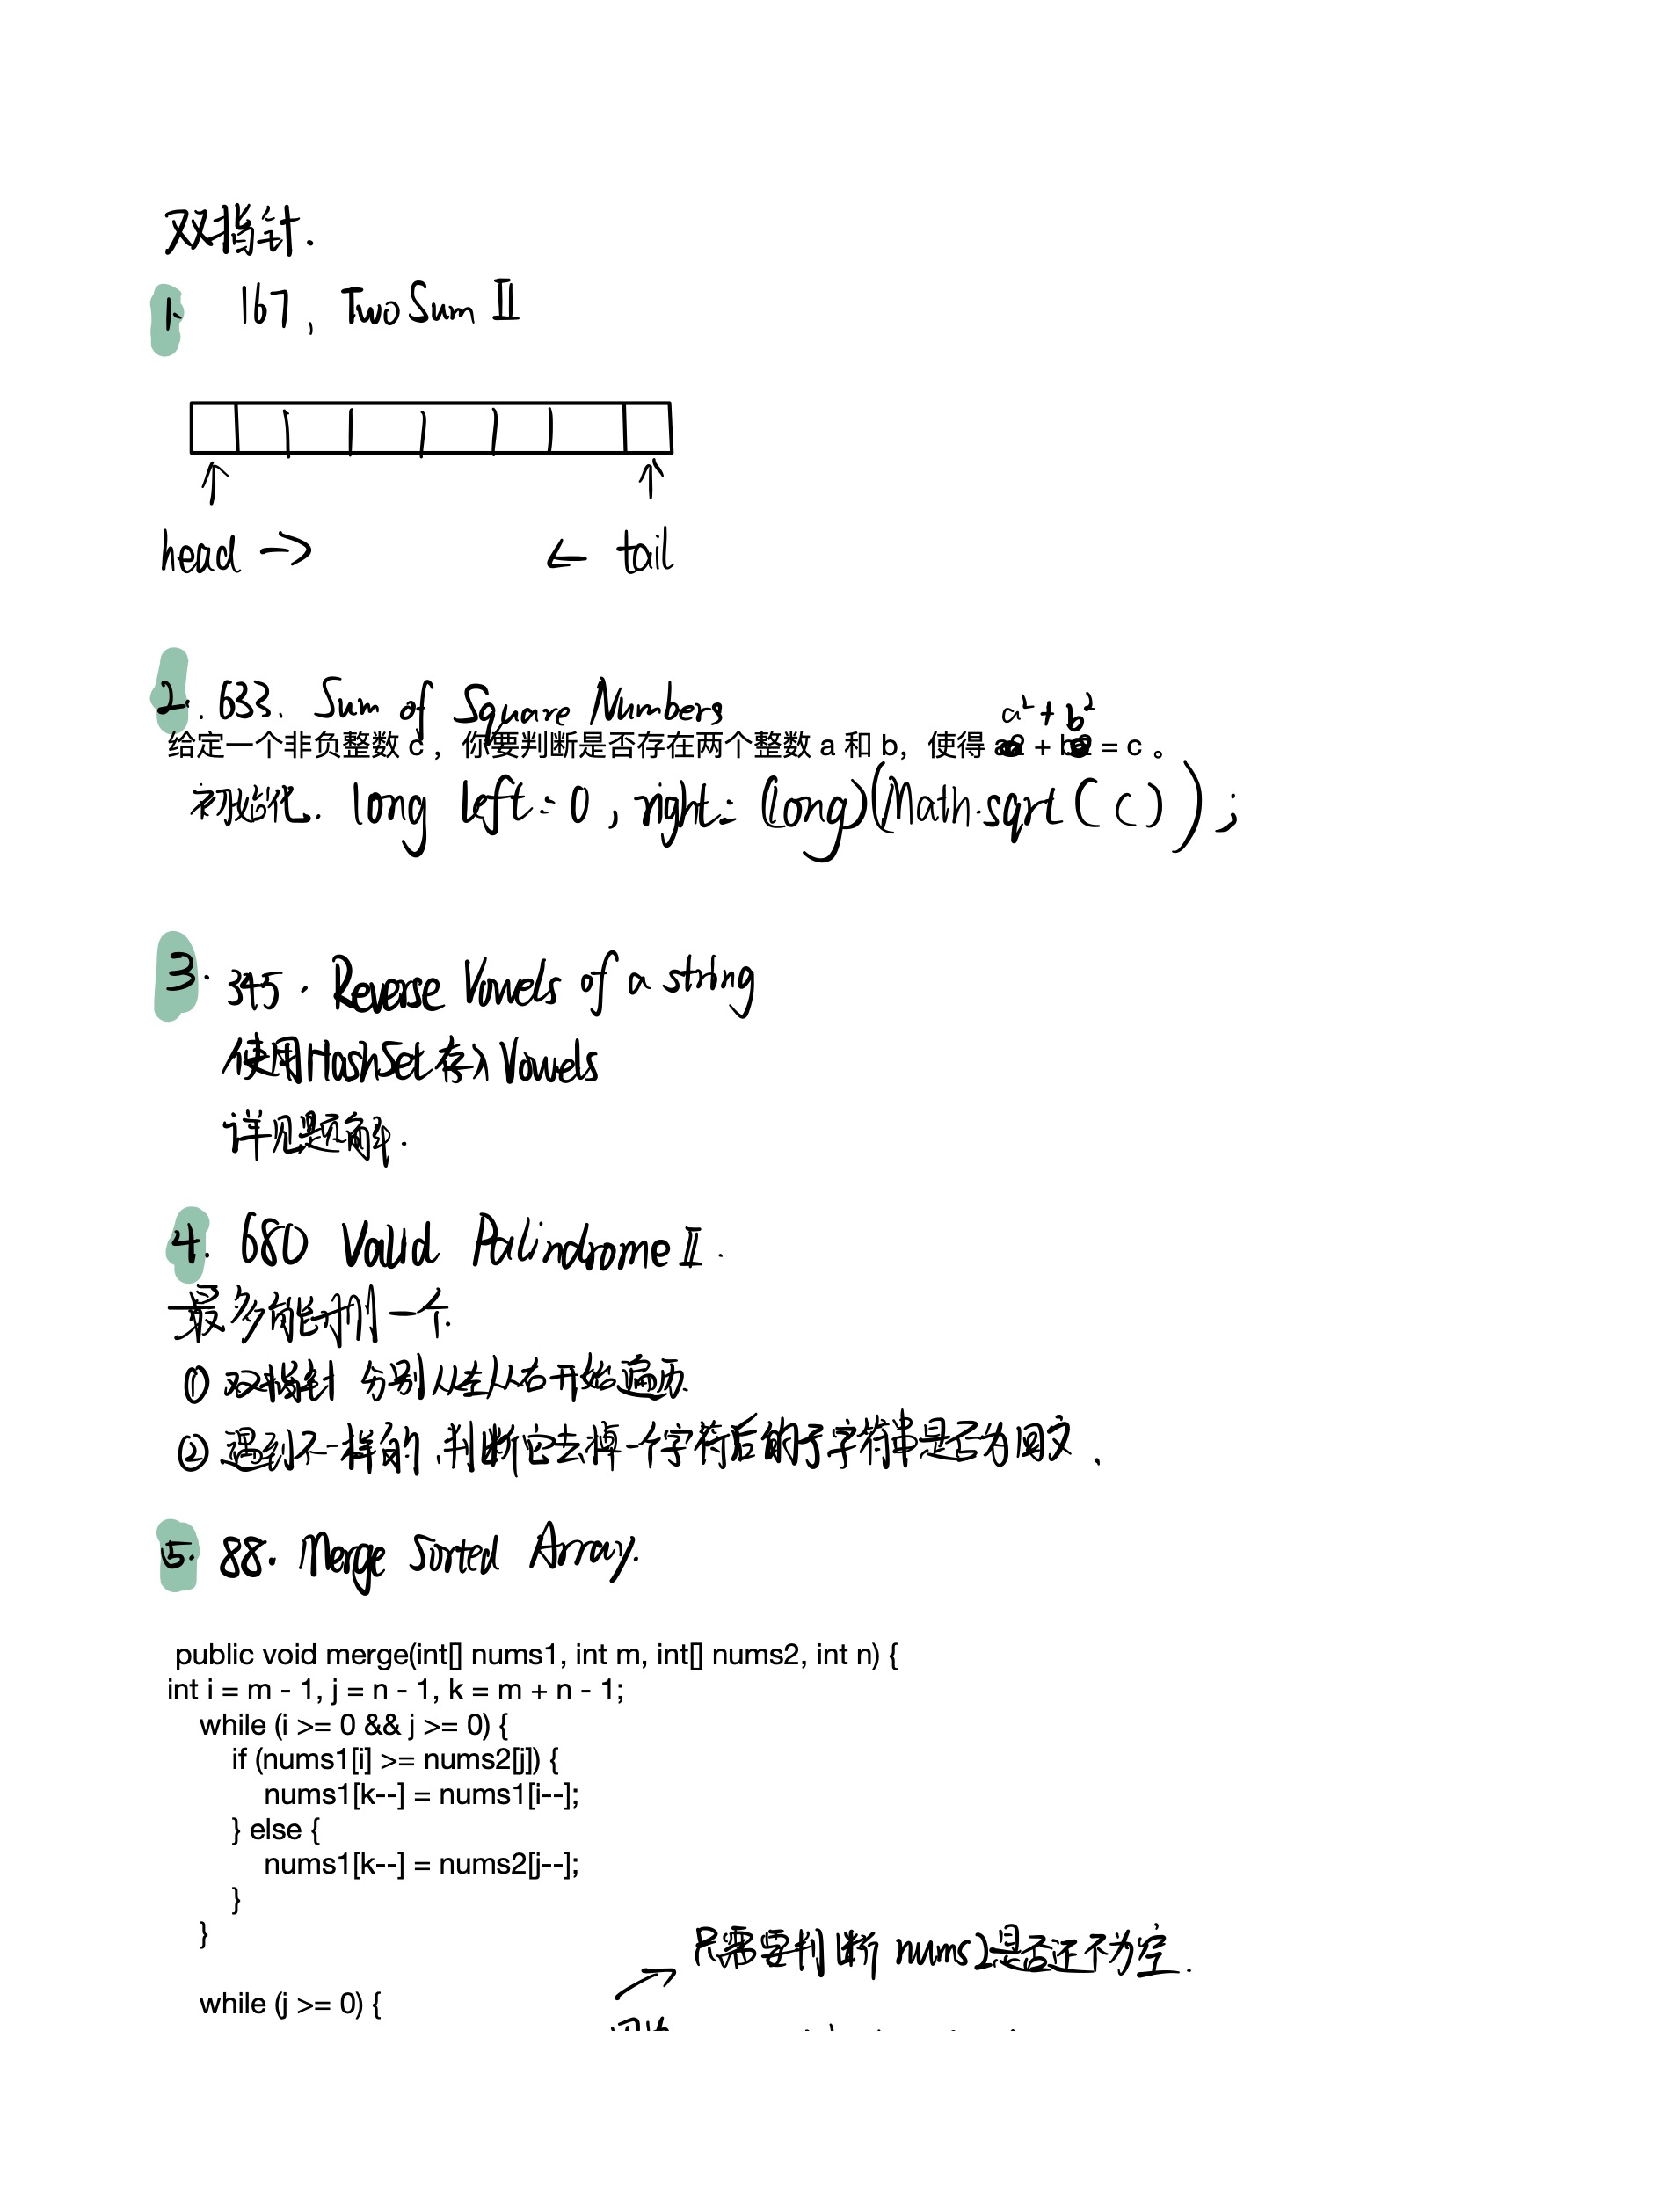 双指针.
1. 167, Two Sum II
head → ← tail
2. 633. Sum of Square Numbers
a² + b²
给定一个非负整数 c ，你要判断是否存在两个整数 a 和 b，使得 + = c 。
初始化. long left = 0 , right = (long)(Math.sqrt(c)) ;
3. 345. Reverse Vowels of a string
使用HashSet存入Vowels
详见题解.
4. 680 Valid Palindrome II.
最多能删一个.
① 双指针 分别从左从右开始遍历.
② 遇到不一样的, 判断它去掉一个字符后的子字符串是否为回文.
5. 88. Merge Sorted Array.
public void merge(int[] nums1, int m, int[] nums2, int n) {
int i = m - 1, j = n - 1, k = m + n - 1;
while (i >= 0 && j >= 0) {
if (nums1[i] >= nums2[j]) {
nums1[k--] = nums1[i--];
} else {
nums1[k--] = nums2[j--];
}
}
只需要判断 nums2是否还不为空.
while (j >= 0) {